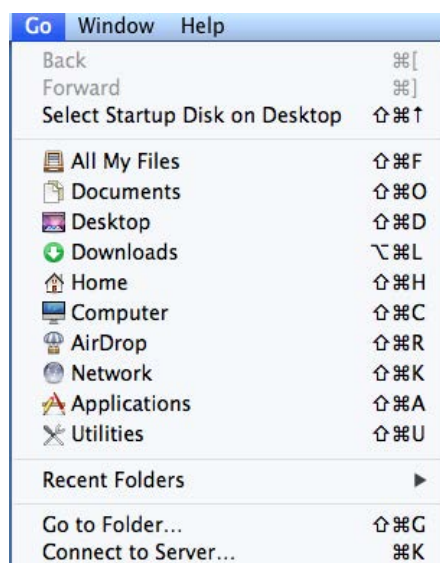 Go Window Help
Back ⌘[
Forward ⌘]
Select Startup Disk on Desktop ⇧⌘↑
All My Files ⇧⌘F
Documents ⇧⌘O
Desktop ⇧⌘D
Downloads ⌥⌘L
Home ⇧⌘H
Computer ⇧⌘C
AirDrop ⇧⌘R
Network ⇧⌘K
Applications ⇧⌘A
Utilities ⇧⌘U
Recent Folders ▶
Go to Folder... ⇧⌘G
Connect to Server... ⌘K